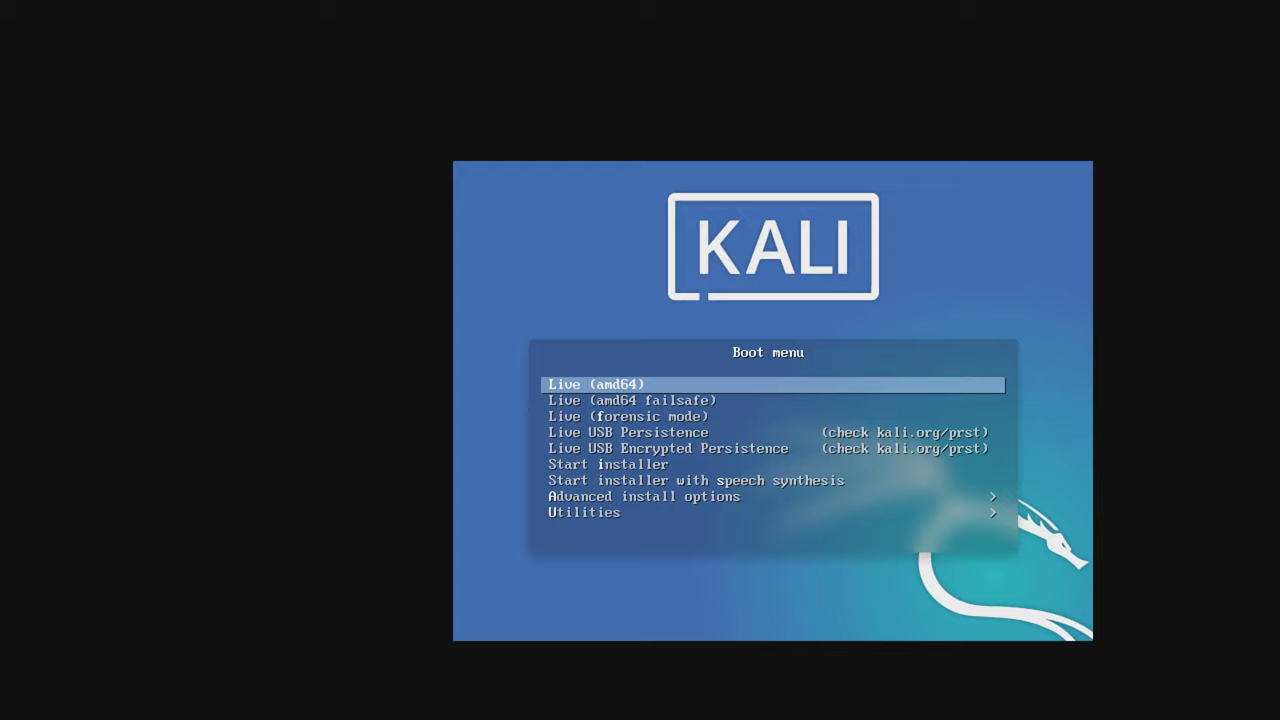 KALI
Boot menu
Live (amd64)
Live (amd64 failsafe)
Live (forensic mode)
Live USB Persistence (check kali.org/prst)
Live USB Encrypted Persistence (check kali.org/prst)
Start installer
Start installer with speech synthesis
Advanced install options >
Utilities >